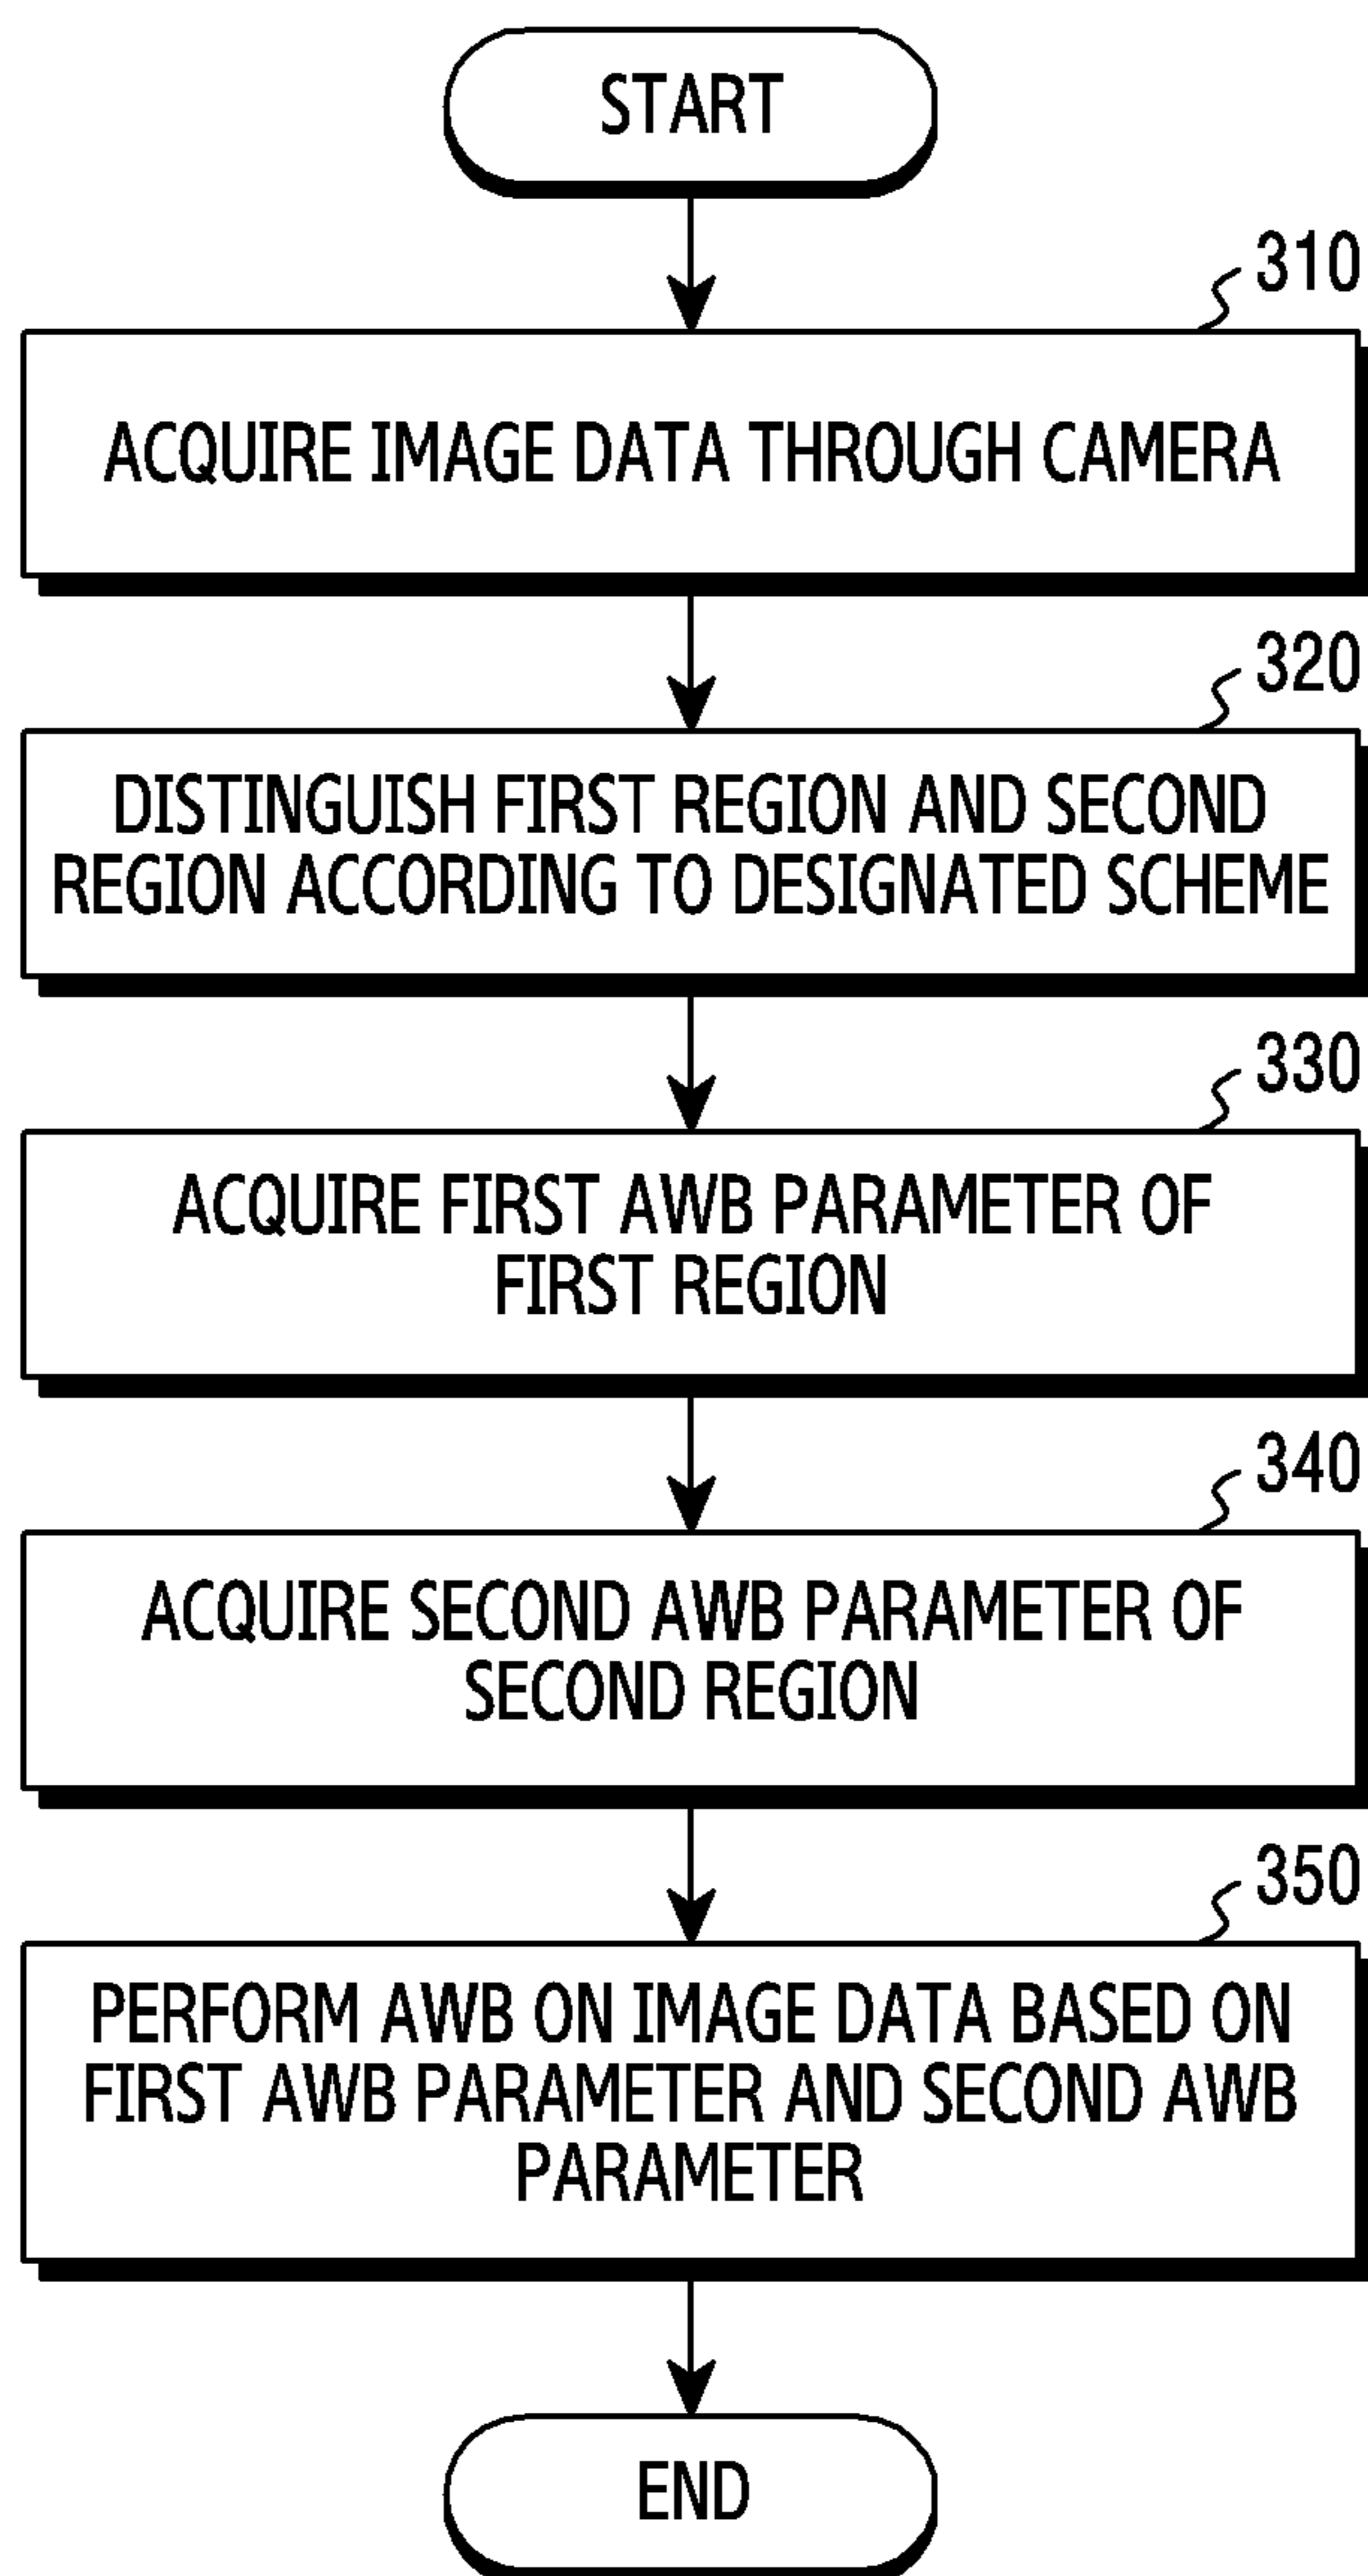 START
310
ACQUIRE IMAGE DATA THROUGH CAMERA
320
DISTINGUISH FIRST REGION AND SECOND
REGION ACCORDING TO DESIGNATED SCHEME
330
ACQUIRE FIRST AWB PARAMETER OF
FIRST REGION
340
ACQUIRE SECOND AWB PARAMETER OF
SECOND REGION
350
PERFORM AWB ON IMAGE DATA BASED ON
FIRST AWB PARAMETER AND SECOND AWB
PARAMETER
END